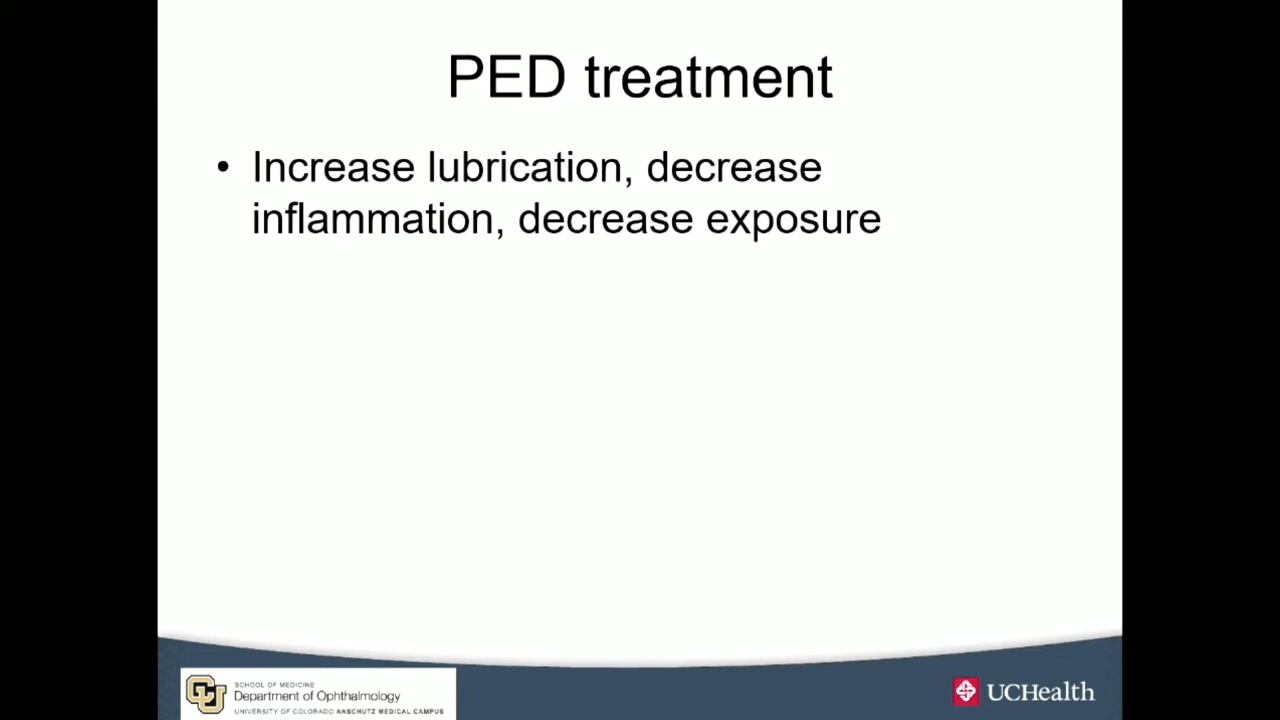 PED treatment
• Increase lubrication, decrease
inflammation, decrease exposure
CU
SCHOOL OF MEDICINE
Department of Ophthalmology
UNIVERSITY OF COLORADO ANSCHUTZ MEDICAL CAMPUS
UCHealth